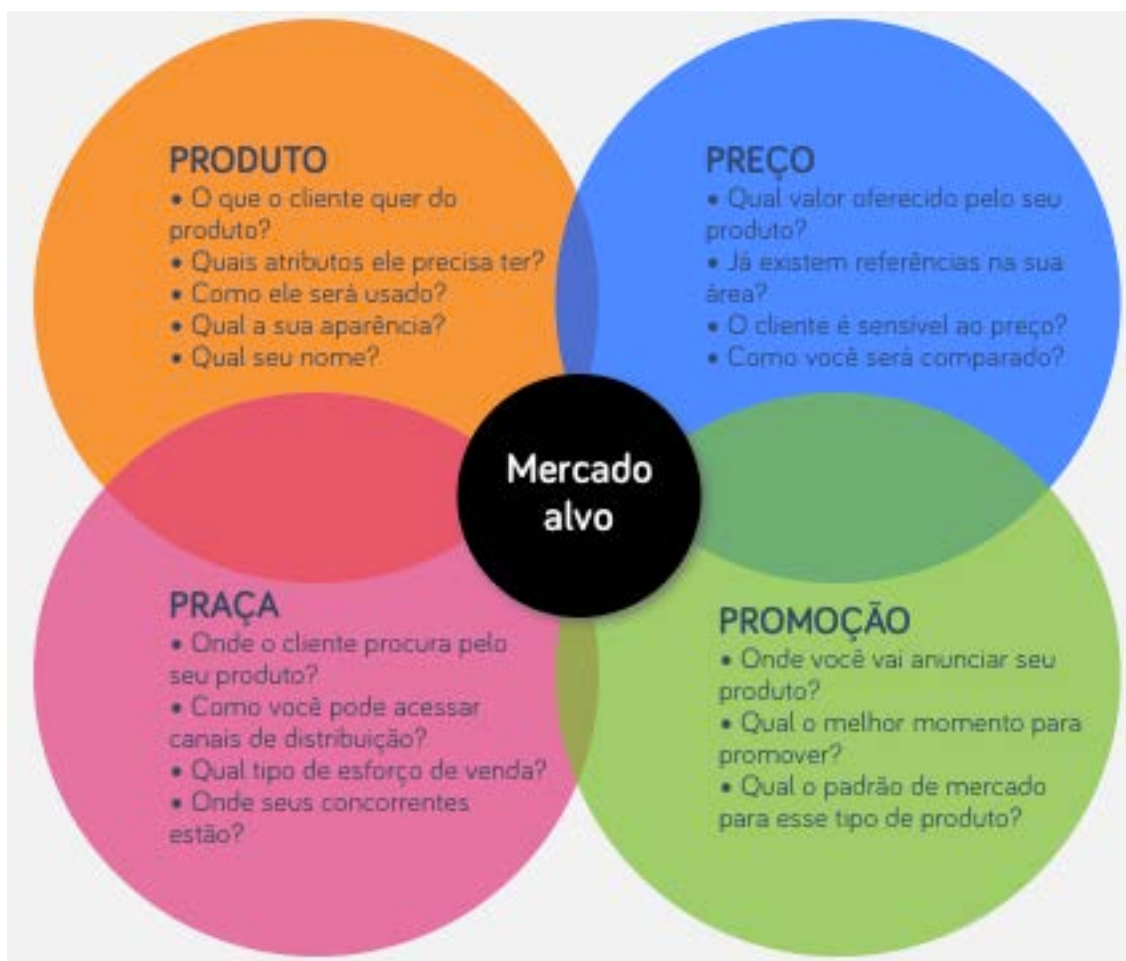 PRODUTO
• O que o cliente quer do
produto?
• Quais atributos ele precisa ter?
• Como ele será usado?
• Qual a sua aparência?
• Qual seu nome?
PREÇO
• Qual valor oferecido pelo seu
produto?
• Já existem referências na sua
área?
• O cliente é sensível ao preço?
• Como você será comparado?
Mercado
alvo
PRAÇA
• Onde o cliente procura pelo
seu produto?
• Como você pode acessar
canais de distribuição?
• Qual tipo de esforço de venda?
• Onde seus concorrentes
estão?
PROMOÇÃO
• Onde você vai anunciar seu
produto?
• Qual o melhor momento para
promover?
• Qual o padrão de mercado
para esse tipo de produto?